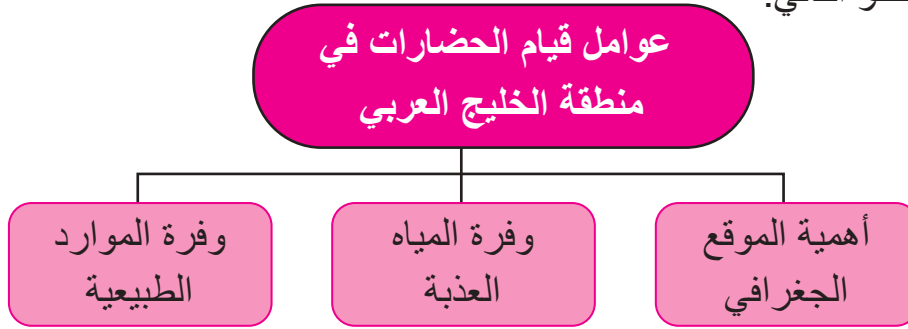 عوامل قيام الحضارات في
منطقة الخليج العربي
أهمية الموقع
الجغرافي
وفرة المياه
العذبة
وفرة الموارد
الطبيعية